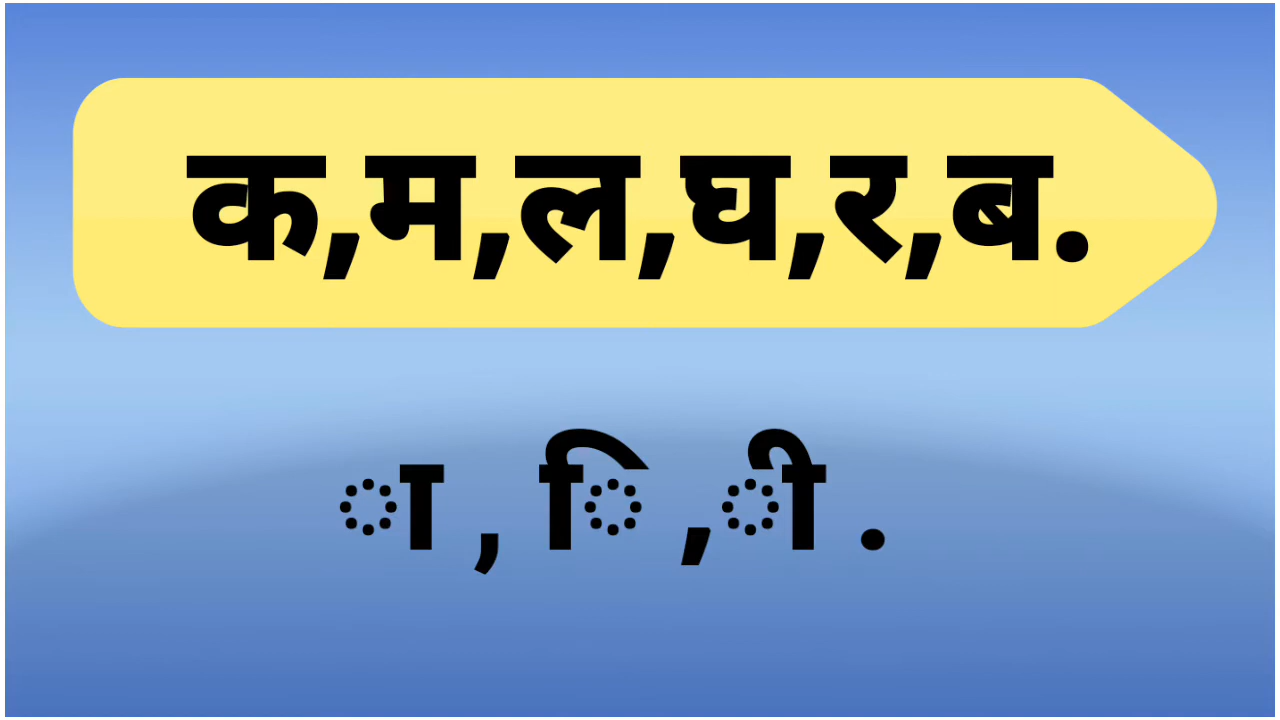 क,म,ल,घ,र,ब.
ा , ि ,ी .